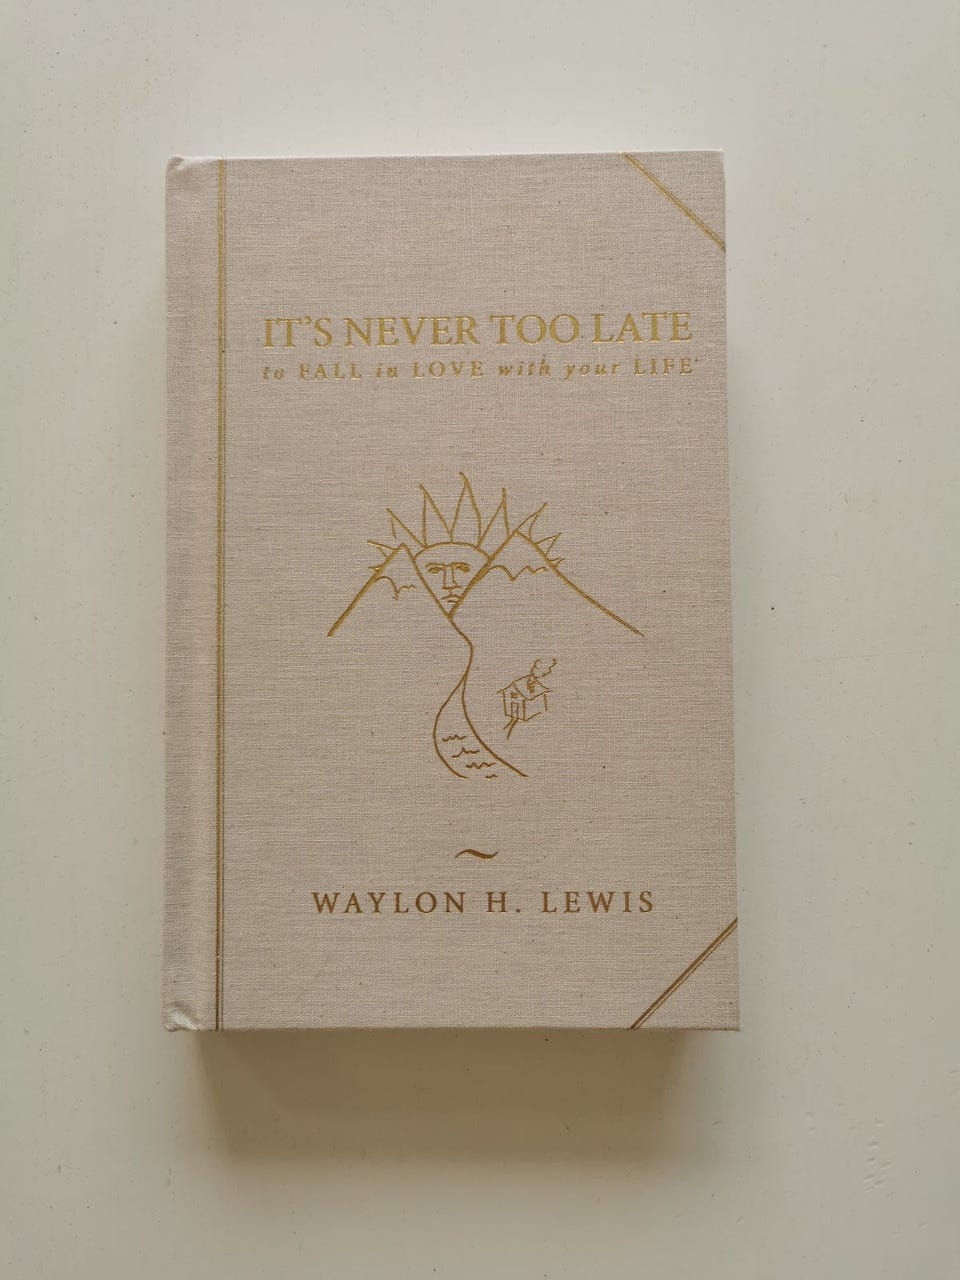 IT'S NEVER TOO LATE
to FALL in LOVE with your LIFE
WAYLON H. LEWIS